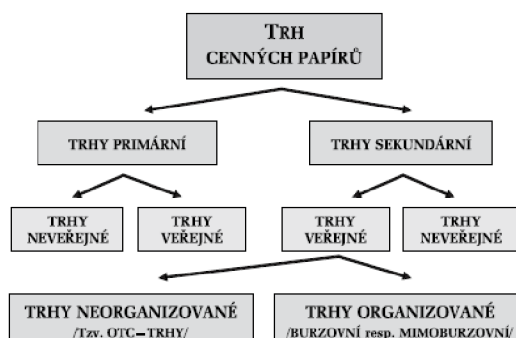 TRH
CENNÝCH PAPÍRŮ
TRHY PRIMÁRNÍ
TRHY SEKUNDÁRNÍ
TRHY
NEVEŘEJNÉ
TRHY
VEŘEJNÉ
TRHY
VEŘEJNÉ
TRHY
NEVEŘEJNÉ
TRHY NEORGANIZOVANÉ
/Tzv. OTC–TRHY/
TRHY ORGANIZOVANÉ
/BURZOVNÍ resp. MIMOBURZOVNÍ/